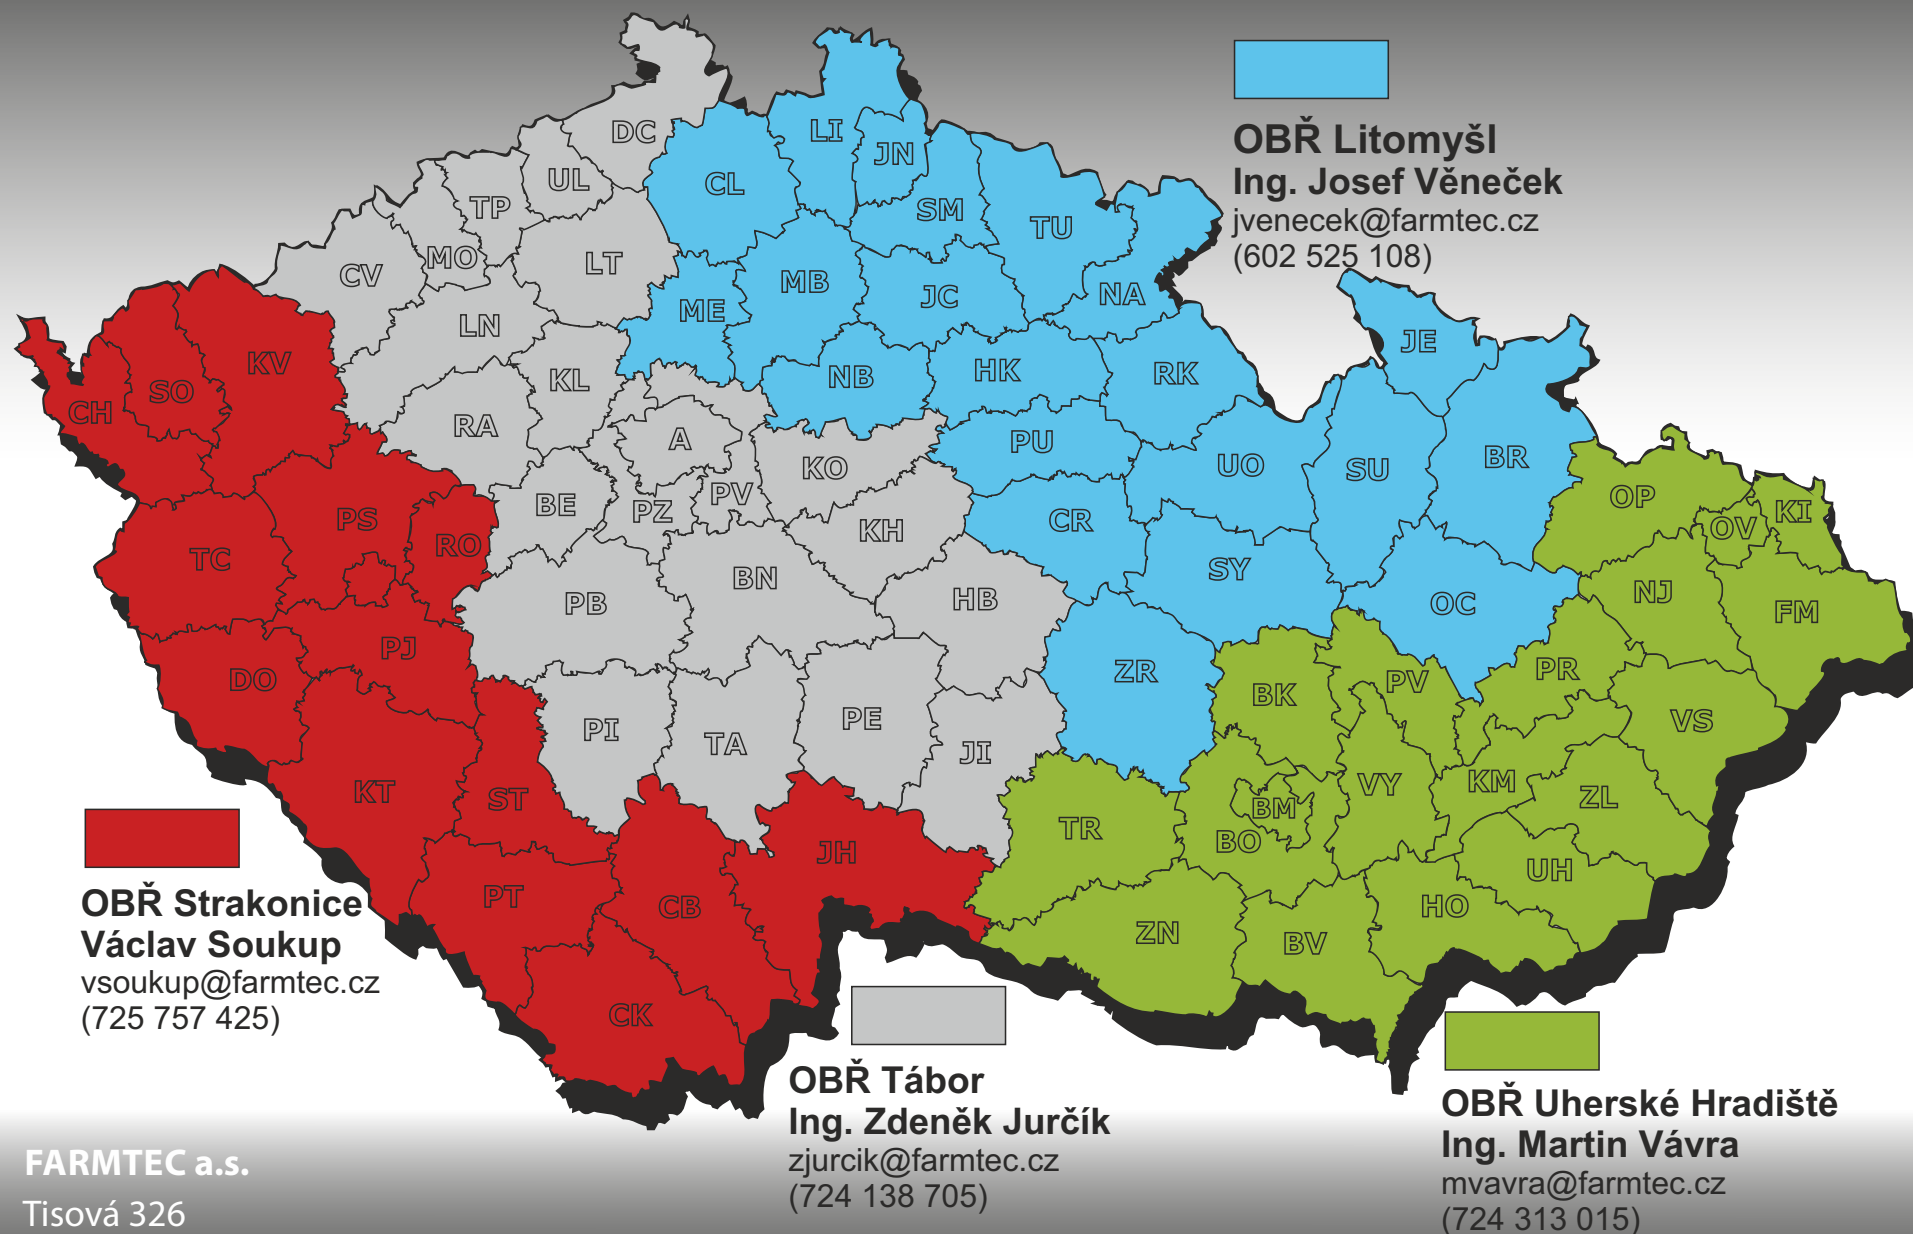 DC
LI
JN
UL
CL
TP
SM
TU
MO
LT
CV
MB
JC
NA
ME
LN
JE
KV
SO
KL
NB
HK
RK
CH
RA
A
PU
KO
UO
SU
BR
OP
PV
BE
PZ
PS
CR
KH
OV
KI
RO
TC
BN
SY
PB
HB
OC
NJ
FM
PJ
DO
ZR
PR
PV
BK
VS
PI
TA
PE
JI
KT
ST
VY
KM
ZL
BM
TR
BO
JH
UH
PT
CB
HO
ZN
BV
CK
OBŘ Litomyšl
Ing. Josef Věneček
jvenecek@farmtec.cz
(602 525 108)
OBŘ Strakonice
Václav Soukup
vsoukup@farmtec.cz
(725 757 425)
OBŘ Tábor
Ing. Zdeněk Jurčík
zjurcik@farmtec.cz
(724 138 705)
OBŘ Uherské Hradiště
Ing. Martin Vávra
mvavra@farmtec.cz
(724 313 015)
FARMTEC a.s.
Tisová 326